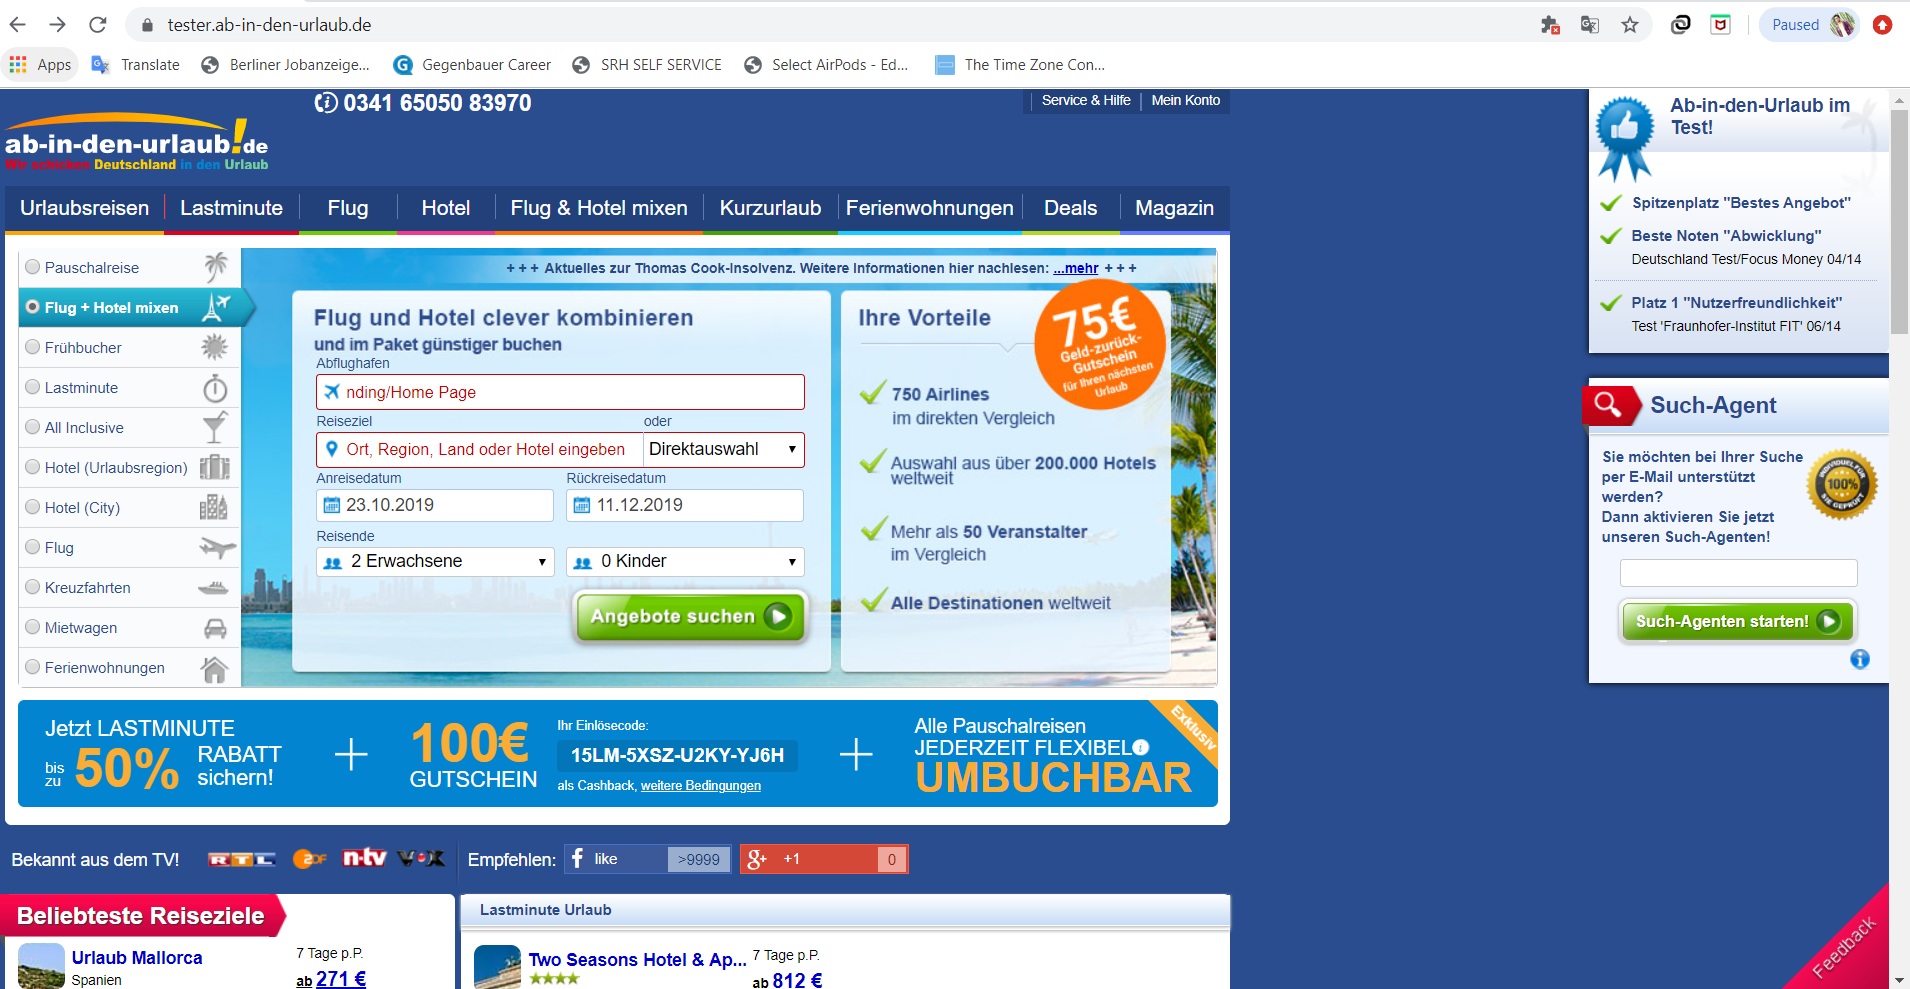 tester.ab-in-den-urlaub.de
Paused
Apps
Translate
Berliner Jobanzeige...
Gegenbauer Career
SRH SELF SERVICE
Select AirPods - Ed...
The Time Zone Con...
0341 65050 83970
Service & Hilfe
Mein Konto
ab-in-den-urlaub!de
Wir schicken Deutschland in den Urlaub
Urlaubsreisen
Lastminute
Flug
Hotel
Flug & Hotel mixen
Kurzurlaub
Ferienwohnungen
Deals
Magazin
Pauschalreise
Flug + Hotel mixen
Frühbucher
Lastminute
All Inclusive
Hotel (Urlaubsregion)
Hotel (City)
Flug
Kreuzfahrten
Mietwagen
Ferienwohnungen
+ + + Aktuelles zur Thomas Cook-Insolvenz. Weitere Informationen hier nachlesen: ...mehr + + +
Flug und Hotel clever kombinieren
und im Paket günstiger buchen
Abflughafen
nding/Home Page
Reiseziel
oder
Ort, Region, Land oder Hotel eingeben
Direktauswahl
Anreisedatum
Rückreisedatum
23.10.2019
11.12.2019
Reisende
2 Erwachsene
0 Kinder
Angebote suchen
Ihre Vorteile
75€
Geld-zurück-
Gutschein
für Ihren nächsten
Urlaub
750 Airlines
im direkten Vergleich
Auswahl aus über 200.000 Hotels
weltweit
Mehr als 50 Veranstalter
im Vergleich
Alle Destinationen weltweit
Jetzt LASTMINUTE
bis
zu
50%
RABATT
sichern!
+
100€
GUTSCHEIN
Ihr Einlösecode:
15LM-5XSZ-U2KY-YJ6H
als Cashback, weitere Bedingungen
+
Alle Pauschalreisen
JEDERZEIT FLEXIBEL
UMBUCHBAR
Exklusiv
Bekannt aus dem TV!
RTL
ZDF
n-tv
VOX
Empfehlen:
f like
>9999
g+ +1
0
Beliebteste Reiseziele
Urlaub Mallorca
Spanien
7 Tage p.P.
ab 271 €
Lastminute Urlaub
Two Seasons Hotel & Ap...
7 Tage p.P.
ab 812 €
Ab-in-den-Urlaub im
Test!
Spitzenplatz "Bestes Angebot"
Beste Noten "Abwicklung"
Deutschland Test/Focus Money 04/14
Platz 1 "Nutzerfreundlichkeit"
Test 'Fraunhofer-Institut FIT' 06/14
Such-Agent
Sie möchten bei Ihrer Suche
per E-Mail unterstützt
werden?
Dann aktivieren Sie jetzt
unseren Such-Agenten!
INDIVIDUELL FÜR
100%
SIE GEPRÜFT
Such-Agenten starten!
Feedback